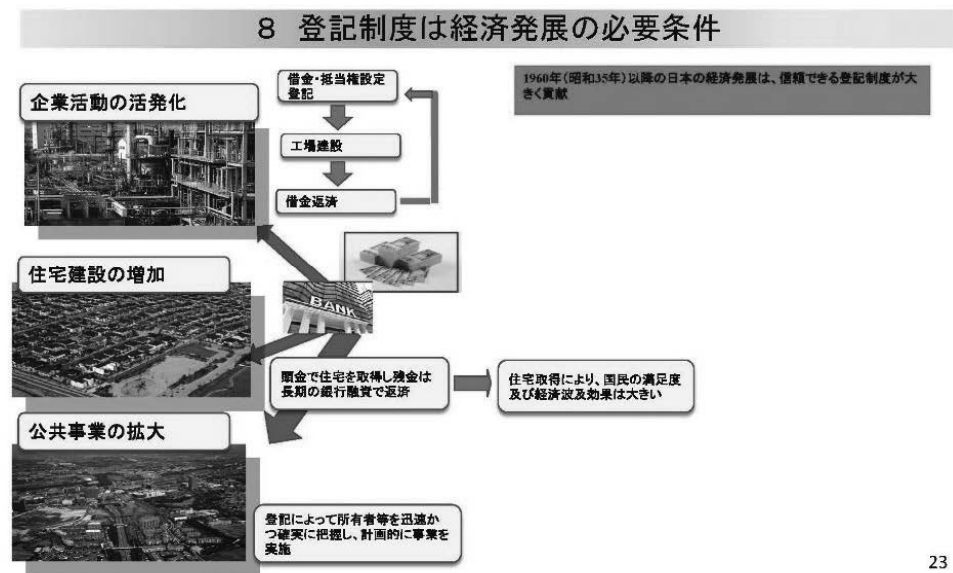 8 登記制度は経済発展の必要条件
1960年(昭和35年)以降の日本の経済発展は、信頼できる登記制度が大
きく貢献
企業活動の活発化
借金・抵当権設定
登記
工場建設
借金返済
住宅建設の増加
BANK
頭金で住宅を取得し残金は
長期の銀行融資で返済
住宅取得により、国民の満足度
及び経済波及効果は大きい
公共事業の拡大
登記によって所有者等を迅速か
つ確実に把握し、計画的に事業を
実施
23